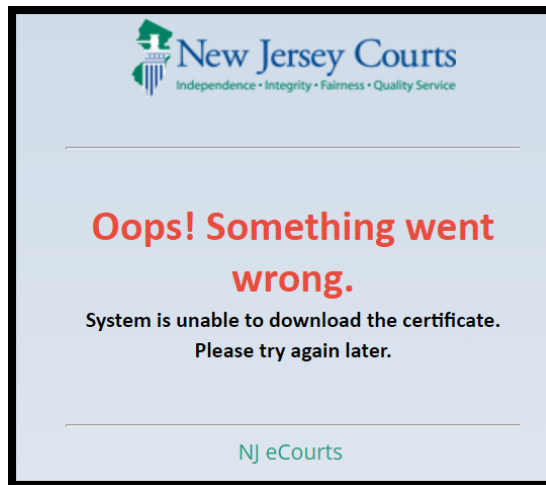 New Jersey Courts
Independence • Integrity • Fairness • Quality Service
Oops! Something went
wrong.
System is unable to download the certificate.
Please try again later.
NJ eCourts